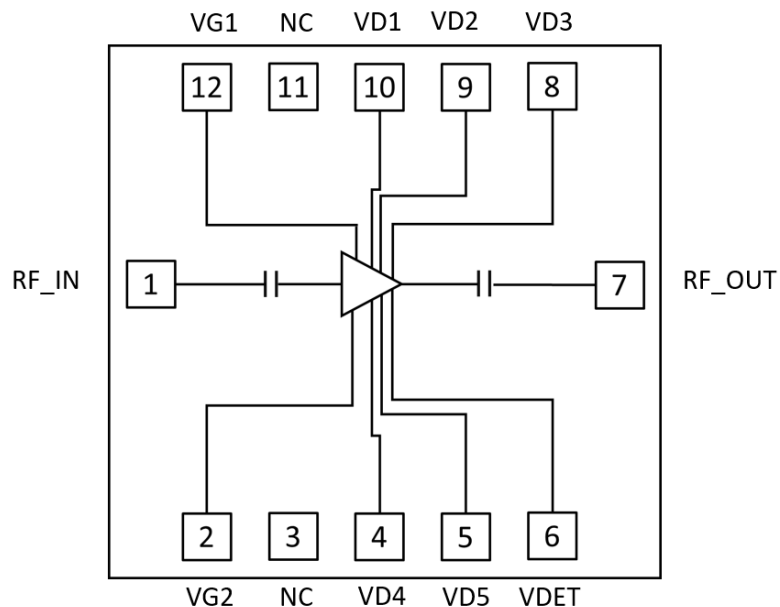 VG1 NC VD1 VD2 VD3
12 11 10 9 8
RF_IN 1 7 RF_OUT
2 3 4 5 6
VG2 NC VD4 VD5 VDET